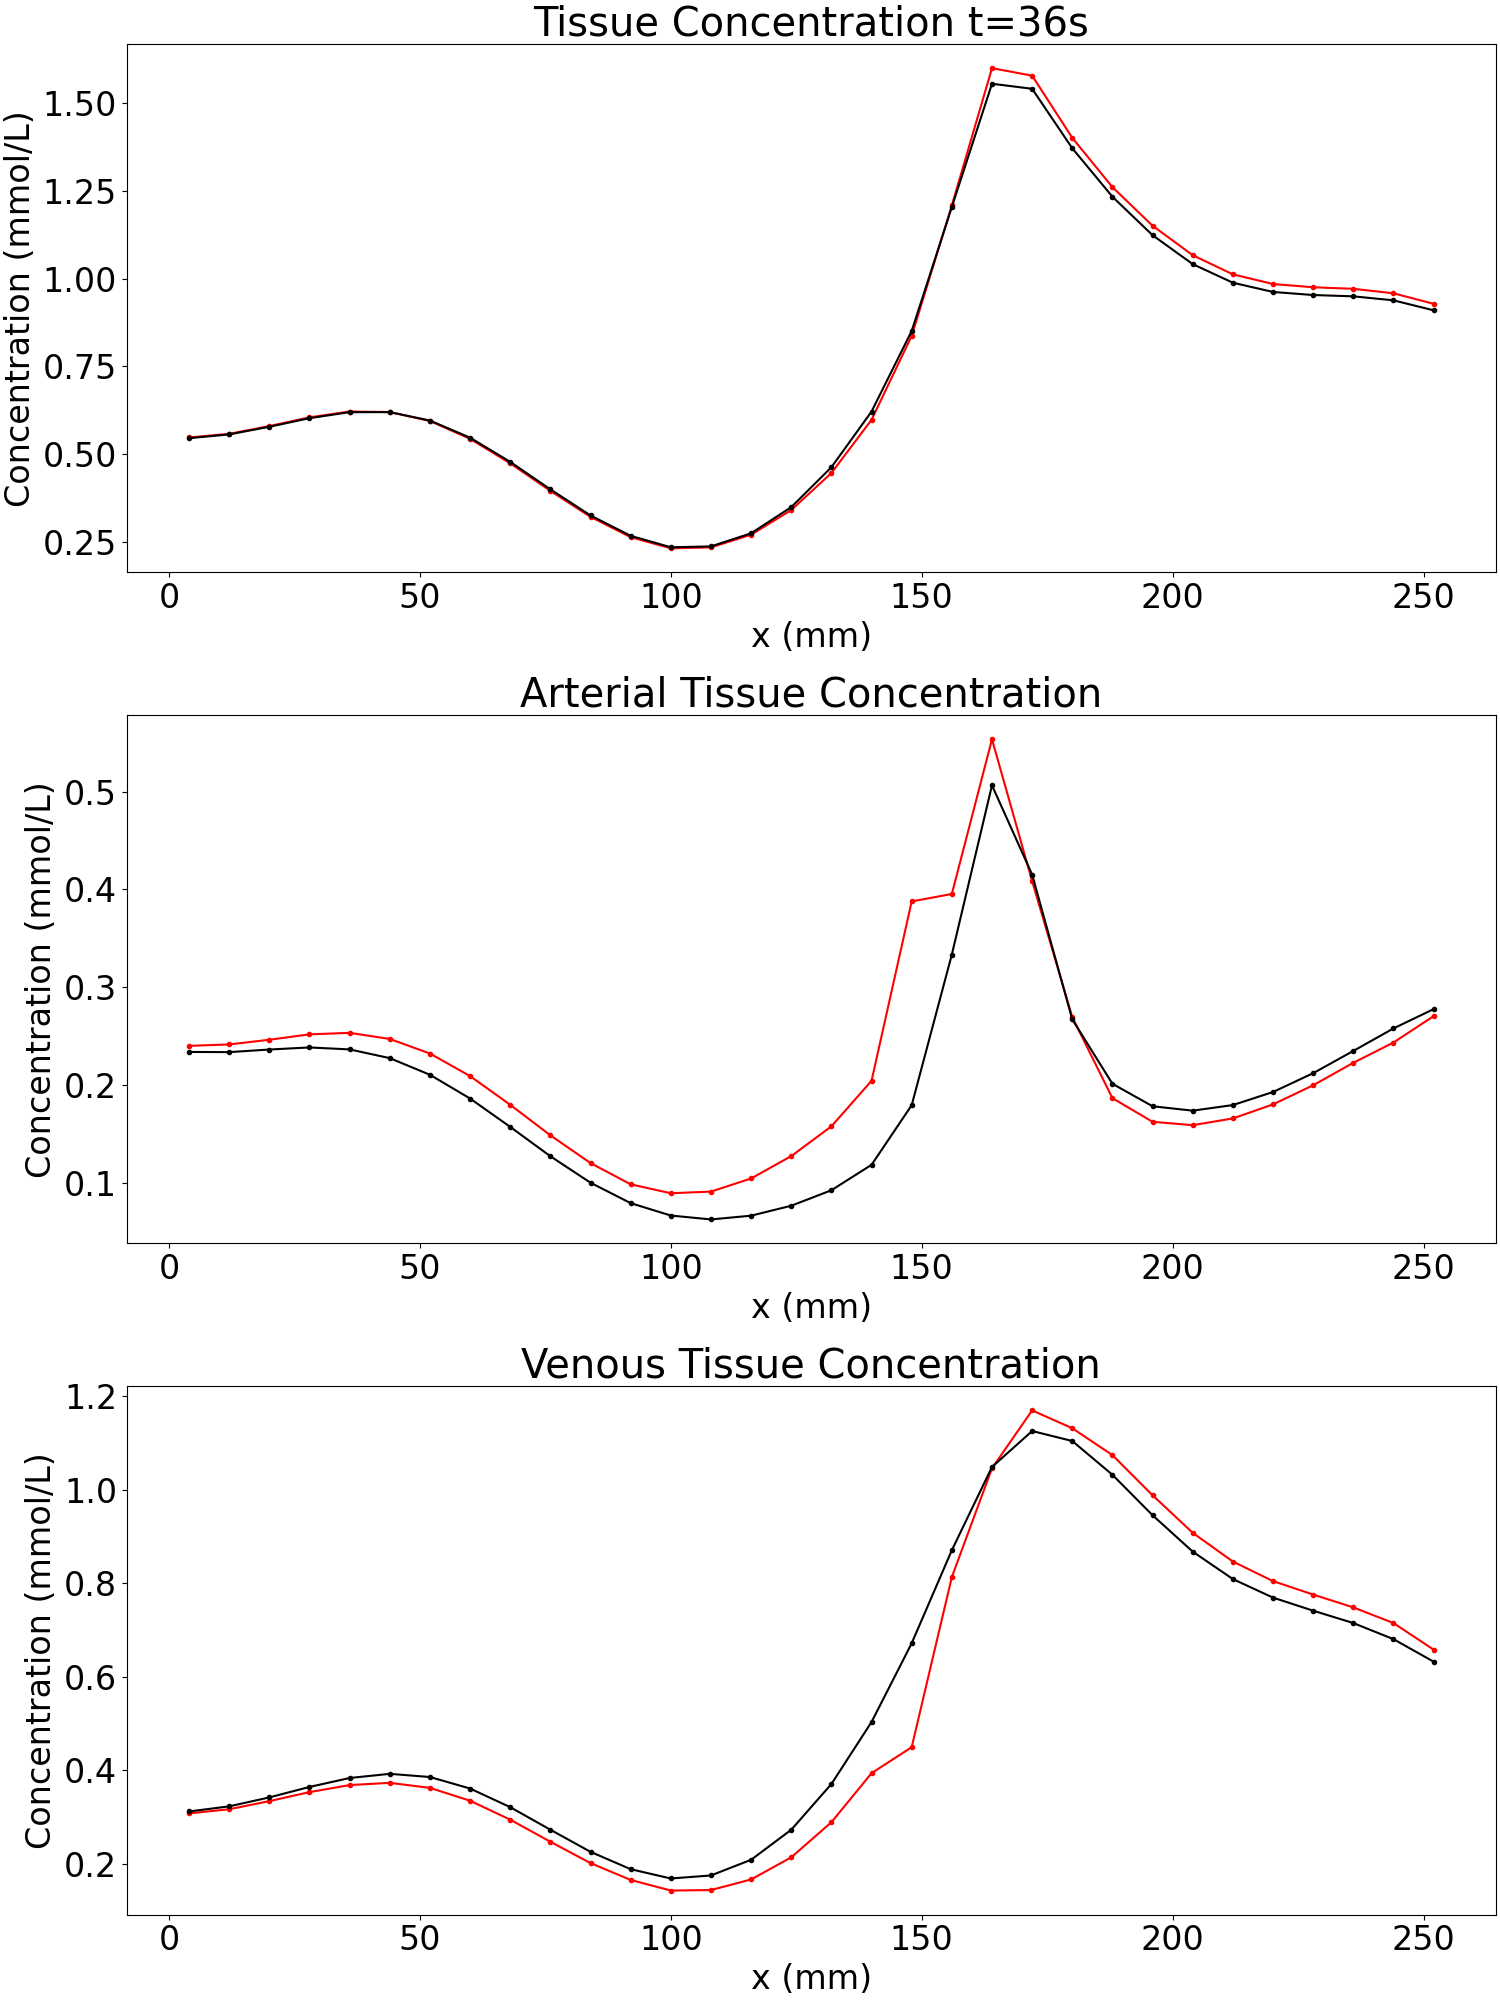 Tissue Concentration t=36s
Concentration (mmol/L)
1.50
1.25
1.00
0.75
0.50
0.25
0 50 100 150 200 250
x (mm)
Arterial Tissue Concentration
Concentration (mmol/L)
0.5
0.4
0.3
0.2
0.1
0 50 100 150 200 250
x (mm)
Venous Tissue Concentration
Concentration (mmol/L)
1.2
1.0
0.8
0.6
0.4
0.2
0 50 100 150 200 250
x (mm)